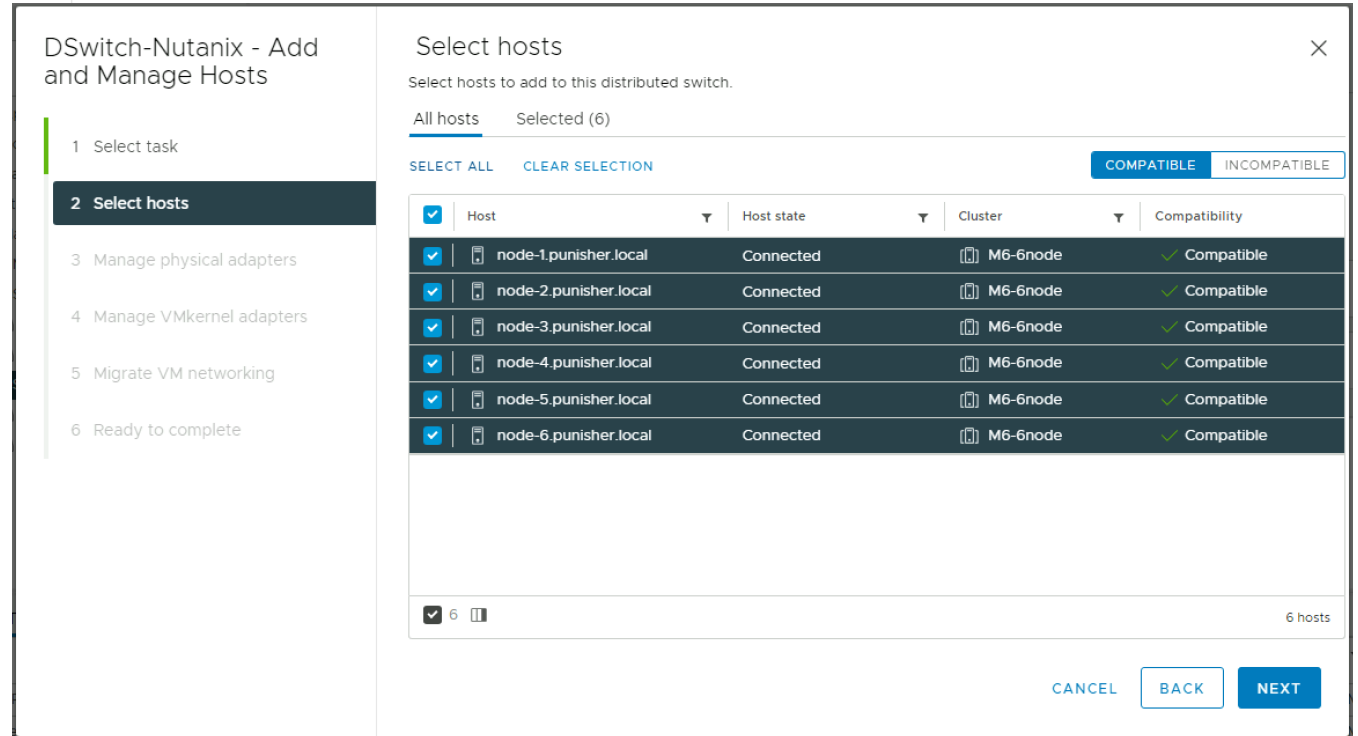 DSwitch-Nutanix - Add
and Manage Hosts
1 Select task
2 Select hosts
3 Manage physical adapters
4 Manage VMkernel adapters
5 Migrate VM networking
6 Ready to complete
Select hosts
Select hosts to add to this distributed switch.
All hosts Selected (6)
SELECT ALL CLEAR SELECTION COMPATIBLE INCOMPATIBLE
Host Host state Cluster Compatibility
node-1.punisher.local Connected M6-6node Compatible
node-2.punisher.local Connected M6-6node Compatible
node-3.punisher.local Connected M6-6node Compatible
node-4.punisher.local Connected M6-6node Compatible
node-5.punisher.local Connected M6-6node Compatible
node-6.punisher.local Connected M6-6node Compatible
6 6 hosts
CANCEL BACK NEXT